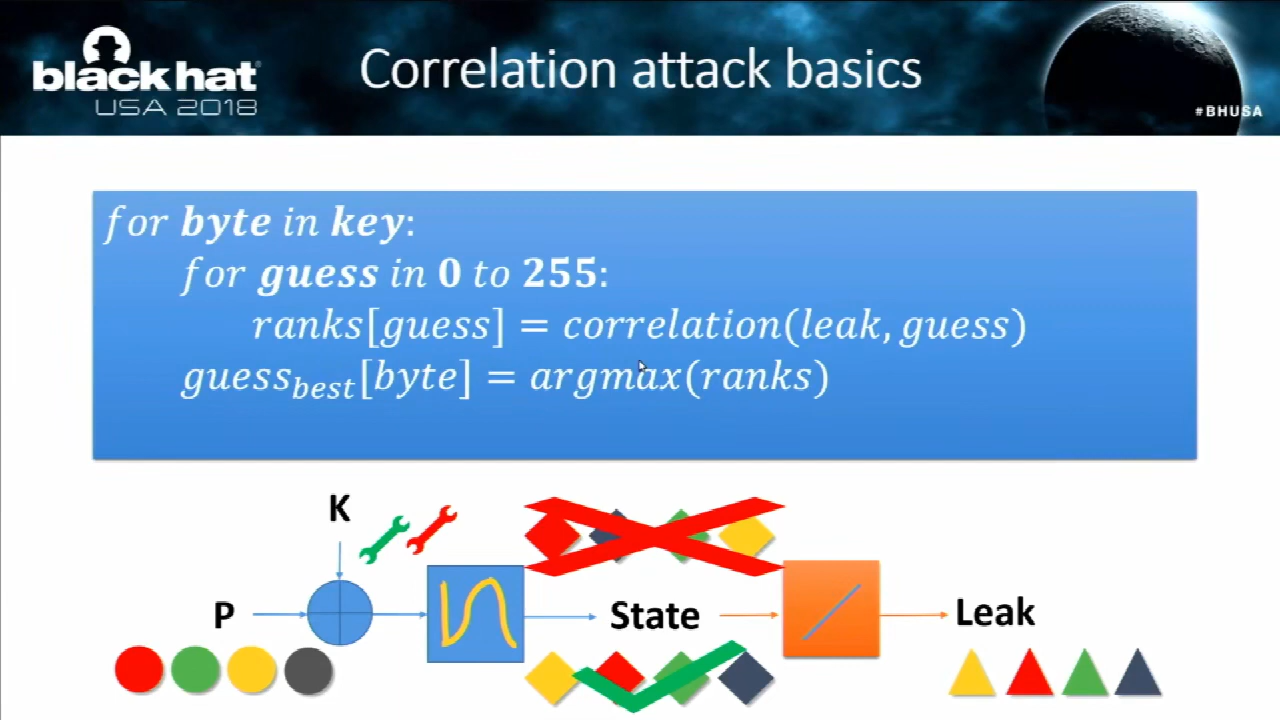 black hat
USA 2018
Correlation attack basics
#BHUSA
for byte in key:
for guess in 0 to 255:
ranks[guess] = correlation(leak, guess)
guess_best[byte] = argmax(ranks)
K
P
State
Leak